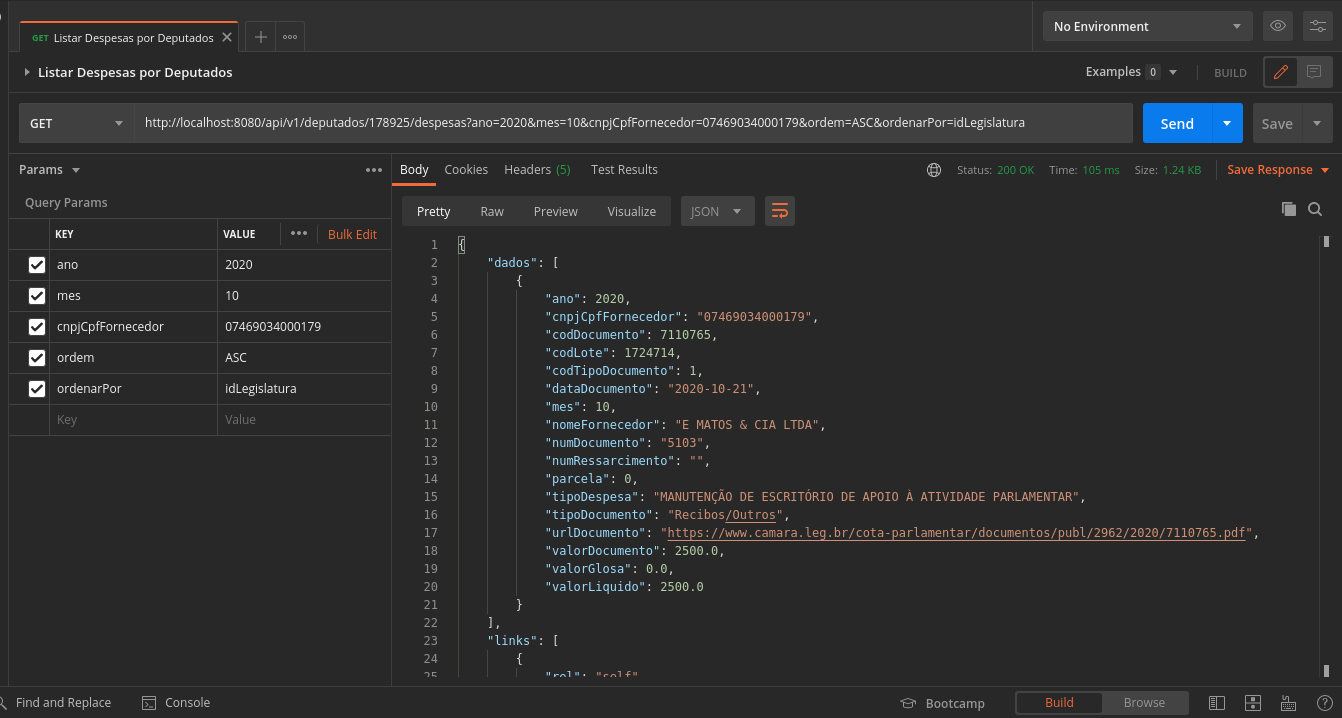 GET Listar Despesas por Deputados
No Environment
Listar Despesas por Deputados
Examples 0
BUILD
GET
http://localhost:8080/api/v1/deputados/178925/despesas?ano=2020&mes=10&cnpjCpfFornecedor=07469034000179&ordem=ASC&ordenarPor=idLegislatura
Send
Save
Params
Body Cookies Headers (5) Test Results
Status: 200 OK Time: 105 ms Size: 1.24 KB Save Response
Query Params
Pretty Raw Preview Visualize JSON
KEY VALUE Bulk Edit
ano 2020
mes 10
cnpjCpfFornecedor 07469034000179
ordem ASC
ordenarPor idLegislatura
Key Value
1 {
2 "dados": [
3 {
4 "ano": 2020,
5 "cnpjCpfFornecedor": "07469034000179",
6 "codDocumento": 7110765,
7 "codLote": 1724714,
8 "codTipoDocumento": 1,
9 "dataDocumento": "2020-10-21",
10 "mes": 10,
11 "nomeFornecedor": "E MATOS & CIA LTDA",
12 "numDocumento": "5103",
13 "numRessarcimento": "",
14 "parcela": 0,
15 "tipoDespesa": "MANUTENÇÃO DE ESCRITÓRIO DE APOIO À ATIVIDADE PARLAMENTAR",
16 "tipoDocumento": "Recibos/Outros",
17 "urlDocumento": "https://www.camara.leg.br/cota-parlamentar/documentos/publ/2962/2020/7110765.pdf",
18 "valorDocumento": 2500.0,
19 "valorGlosa": 0.0,
20 "valorLiquido": 2500.0
21 }
22 ],
23 "links": [
24 {
25 "rel": "self"
Find and Replace Console
Bootcamp Build Browse